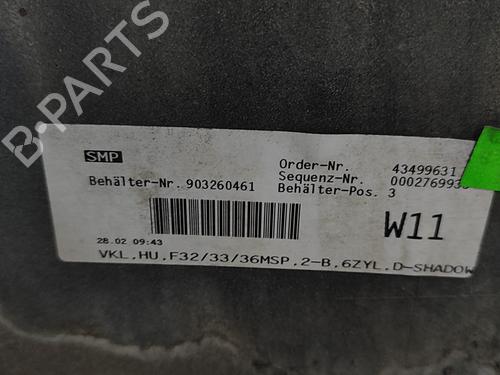 B-PARTS
SMP
Order-Nr. 43499631
Sequenz-Nr.
Behälter-Nr. 903260461 Behälter-Pos. 3
W11
28.02 09:43
VKL,HU,F32/33/36MSP,2-B,6ZYL,D-SHADOW